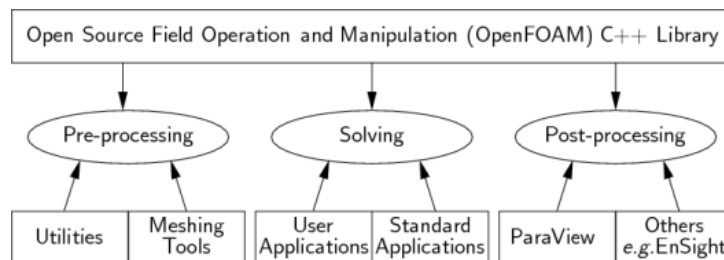 Open Source Field Operation and Manipulation (OpenFOAM) C++ Library
Pre-processing
Solving
Post-processing
Utilities
Meshing
Tools
User
Applications
Standard
Applications
ParaView
Others
e.g.EnSight